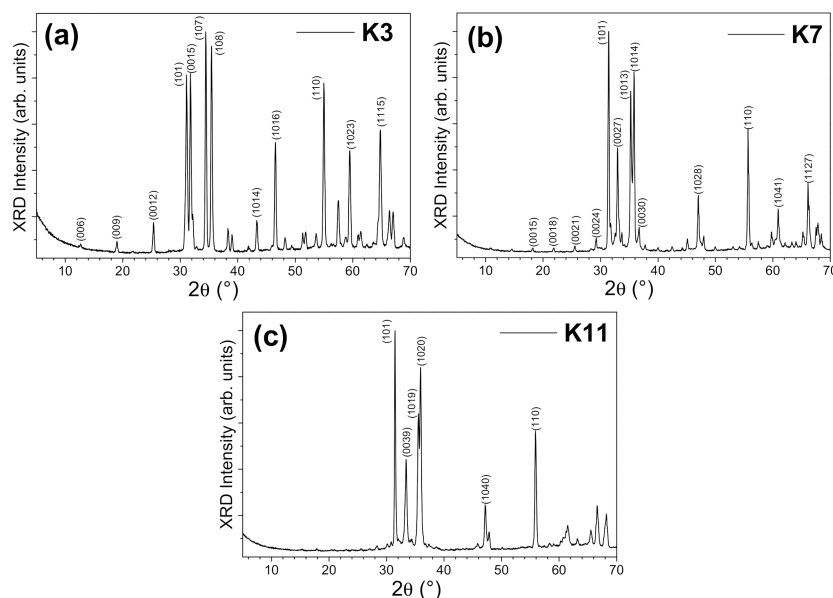 (a)
K3
XRD Intensity (arb. units)
(006)
(009)
(0012)
(101)
(0015)
(107)
(108)
(1014)
(1016)
(110)
(1023)
(1115)
10 20 30 40 50 60 70
2θ (°)
(b)
K7
XRD Intensity (arb. units)
(0015)
(0018)
(0021)
(0024)
(101)
(0027)
(1013)
(1014)
(0030)
(1028)
(110)
(1041)
(1127)
10 20 30 40 50 60 70
2θ (°)
(c)
K11
XRD Intensity (arb. units)
(101)
(0039)
(1019)
(1020)
(1040)
(110)
10 20 30 40 50 60 70
2θ (°)